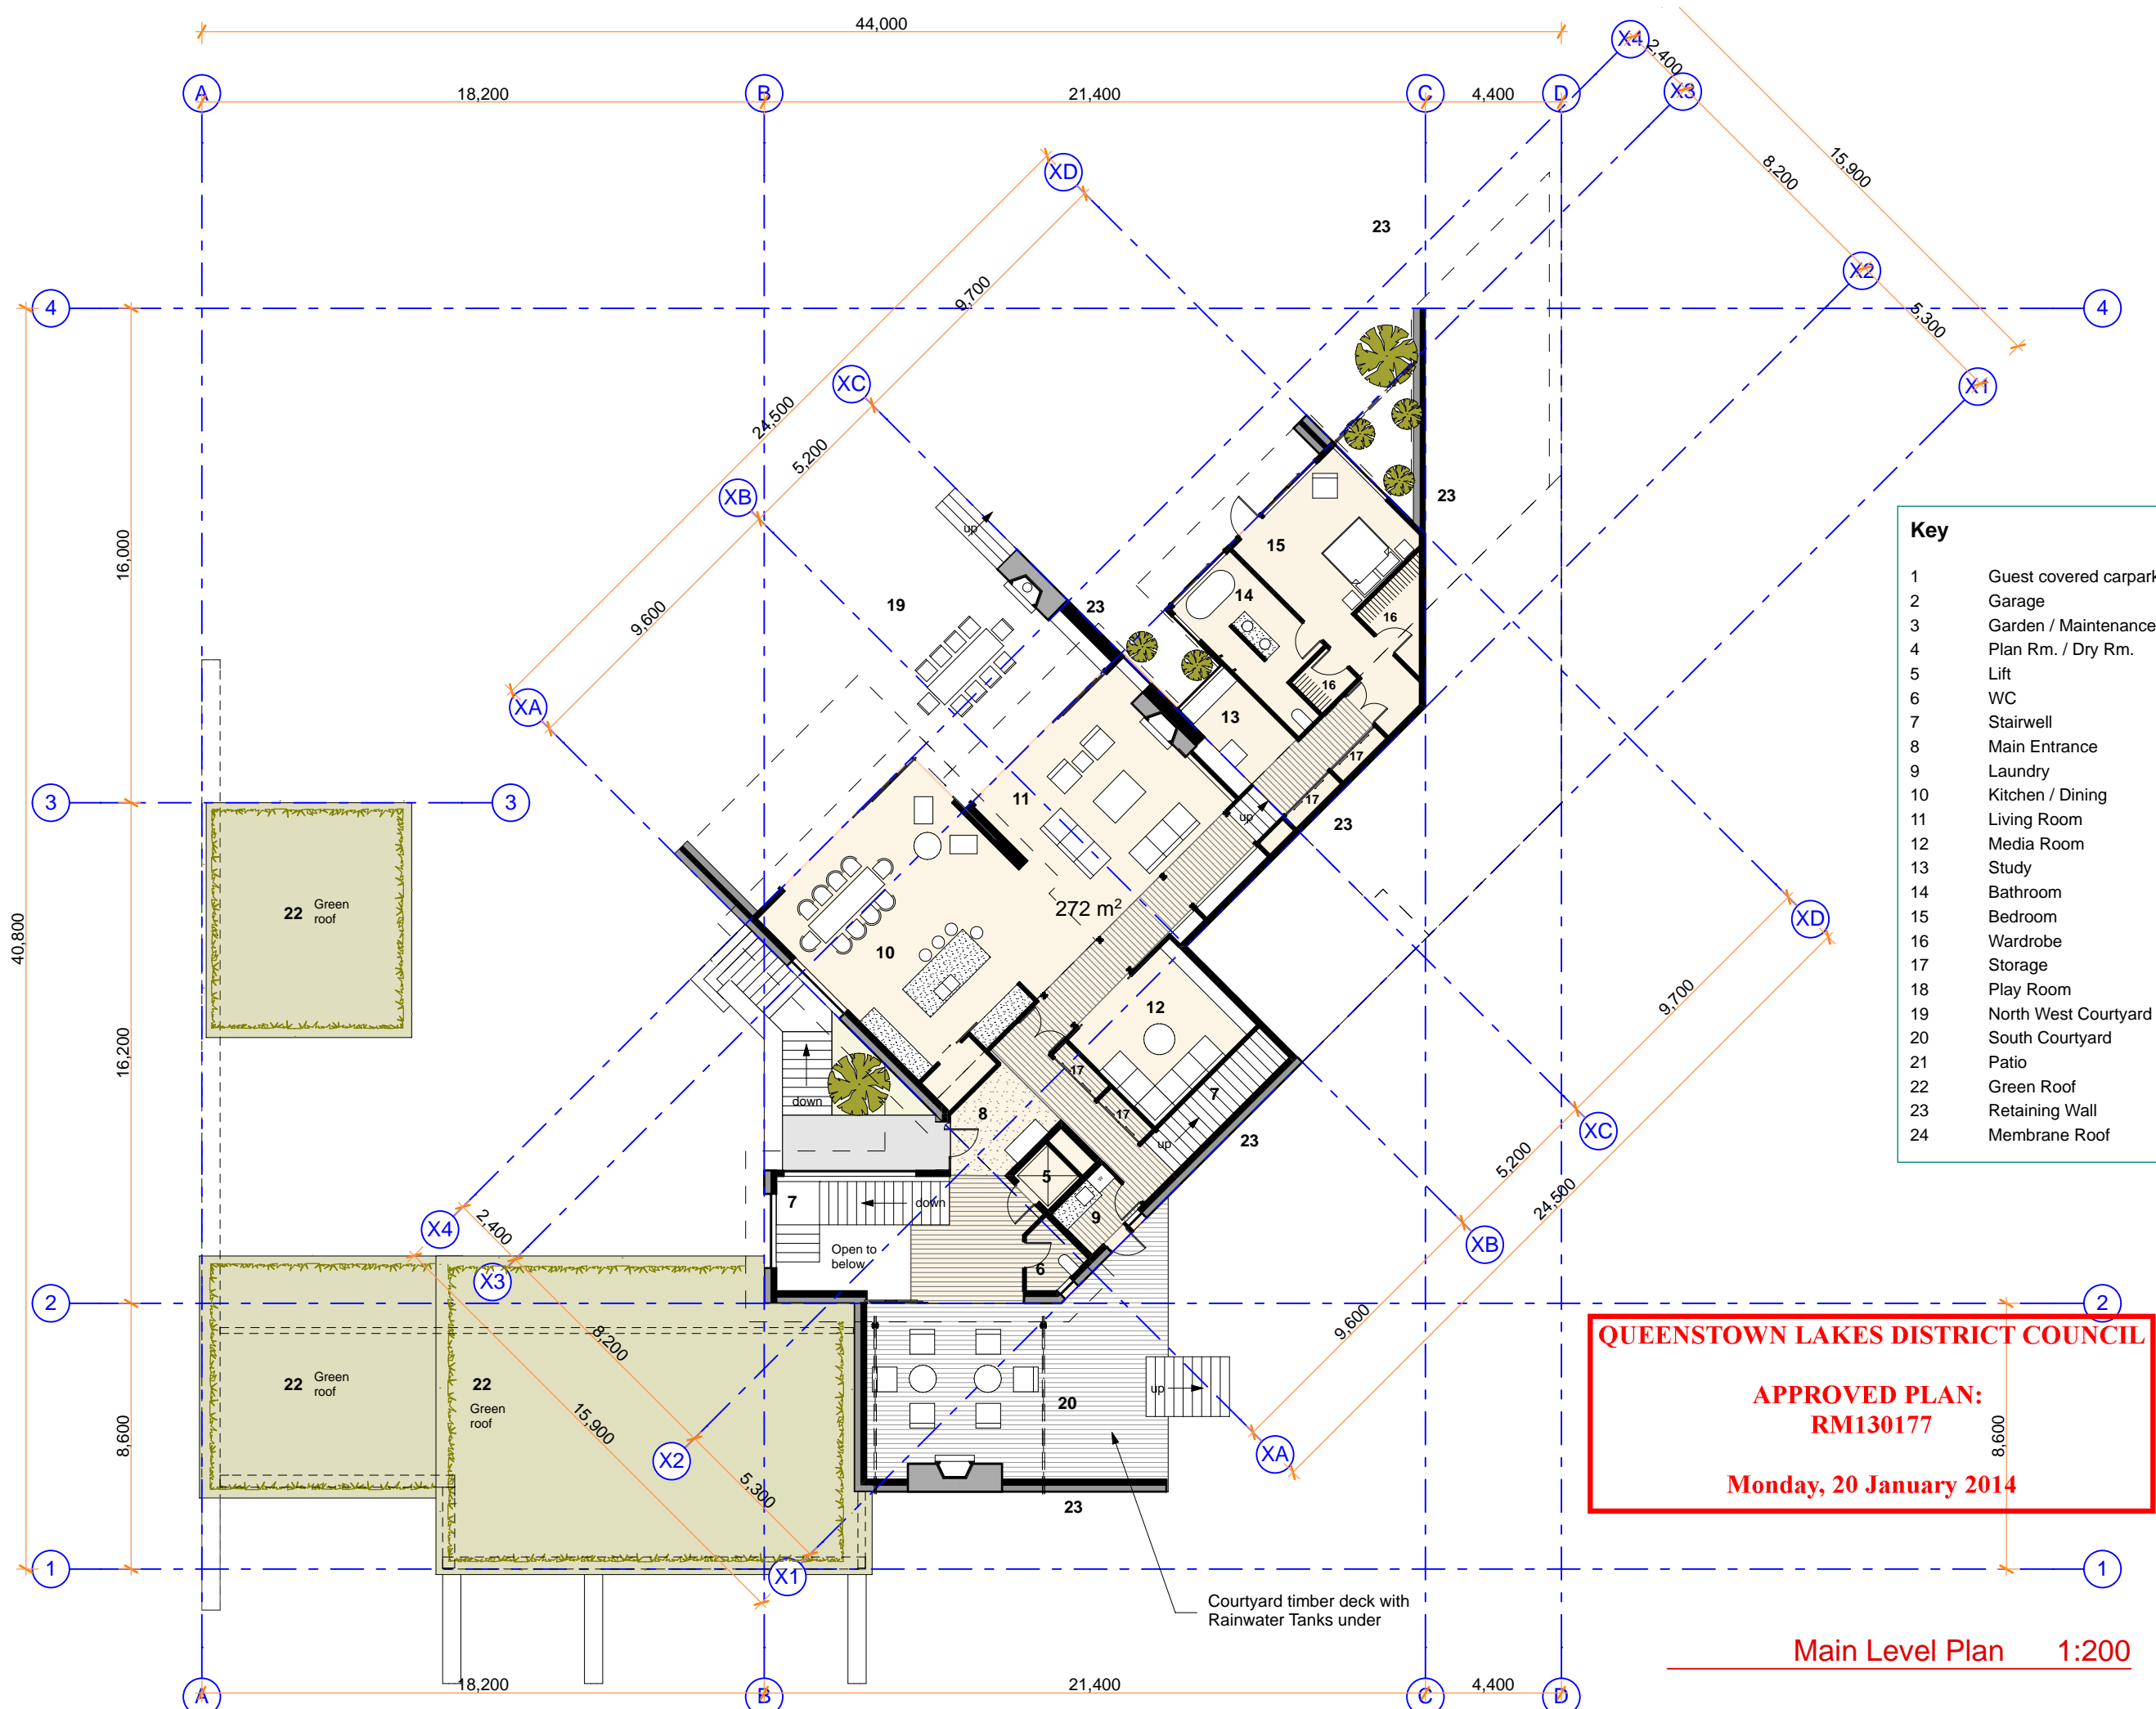 44,000
A
18,200
B
21,400
C
4,400
D
X4
2,400
X3
8,200
15,900
X2
5,300
X1
XD
9,700
24,500
XC
5,200
XB
9,600
XA
4
4
16,000
40,800
3
3
16,200
2
2
8,600
8,600
1
1
23
23
up
15
19
23
14
16
16
13
17
17
11
up
23
272 m²
10
12
17
17
7
8
down
up
23
5
7
down
9
Open to
below
6
22 Green
roof
22 Green
roof
22
Green
roof
20
up
23
Courtyard timber deck with
Rainwater Tanks under
X4
2,400
X3
8,200
15,900
X2
5,300
X1
XD
9,700
XC
5,200
24,500
XB
9,600
XA
Key
1 Guest covered carpark
2 Garage
3 Garden / Maintenance
4 Plan Rm. / Dry Rm.
5 Lift
6 WC
7 Stairwell
8 Main Entrance
9 Laundry
10 Kitchen / Dining
11 Living Room
12 Media Room
13 Study
14 Bathroom
15 Bedroom
16 Wardrobe
17 Storage
18 Play Room
19 North West Courtyard
20 South Courtyard
21 Patio
22 Green Roof
23 Retaining Wall
24 Membrane Roof
QUEENSTOWN LAKES DISTRICT COUNCIL
APPROVED PLAN:
RM130177
Monday, 20 January 2014
Main Level Plan 1:200
A
18,200
B
21,400
C
4,400
D